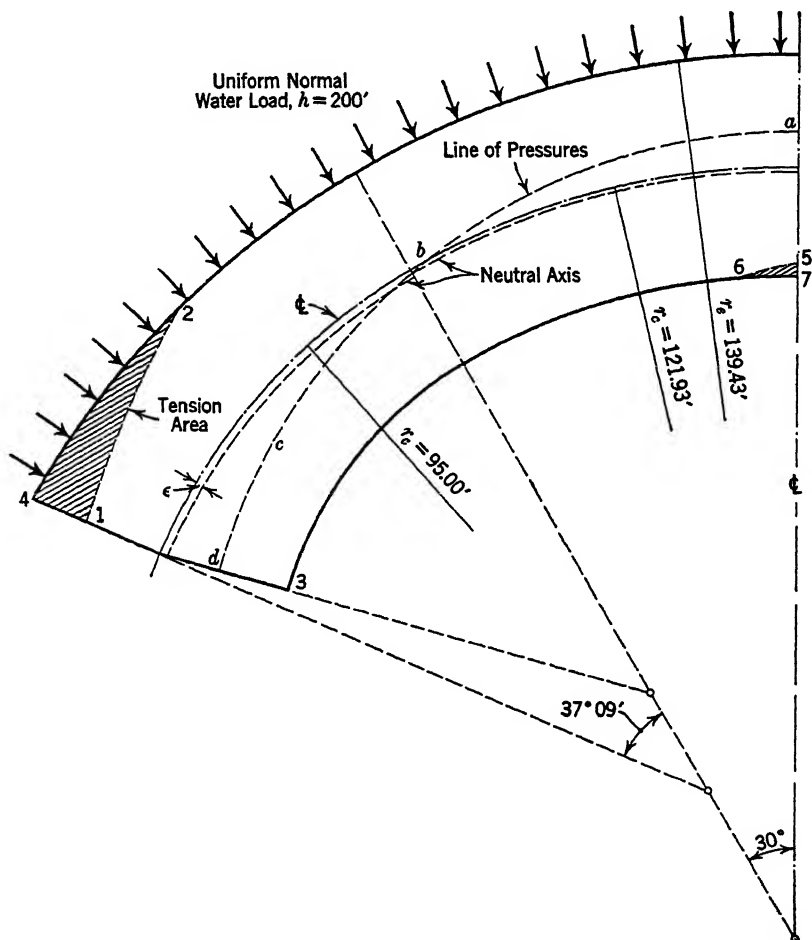 Uniform Normal
Water Load, h = 200′
a
Line of Pressures
b
5
6
7
Neutral Axis
℄
2
r_c = 121.93′
r_e = 139.43′
Tension
Area
c
r_c = 95.00′
℄
ϵ
4
1
d
3
37° 09′
30°